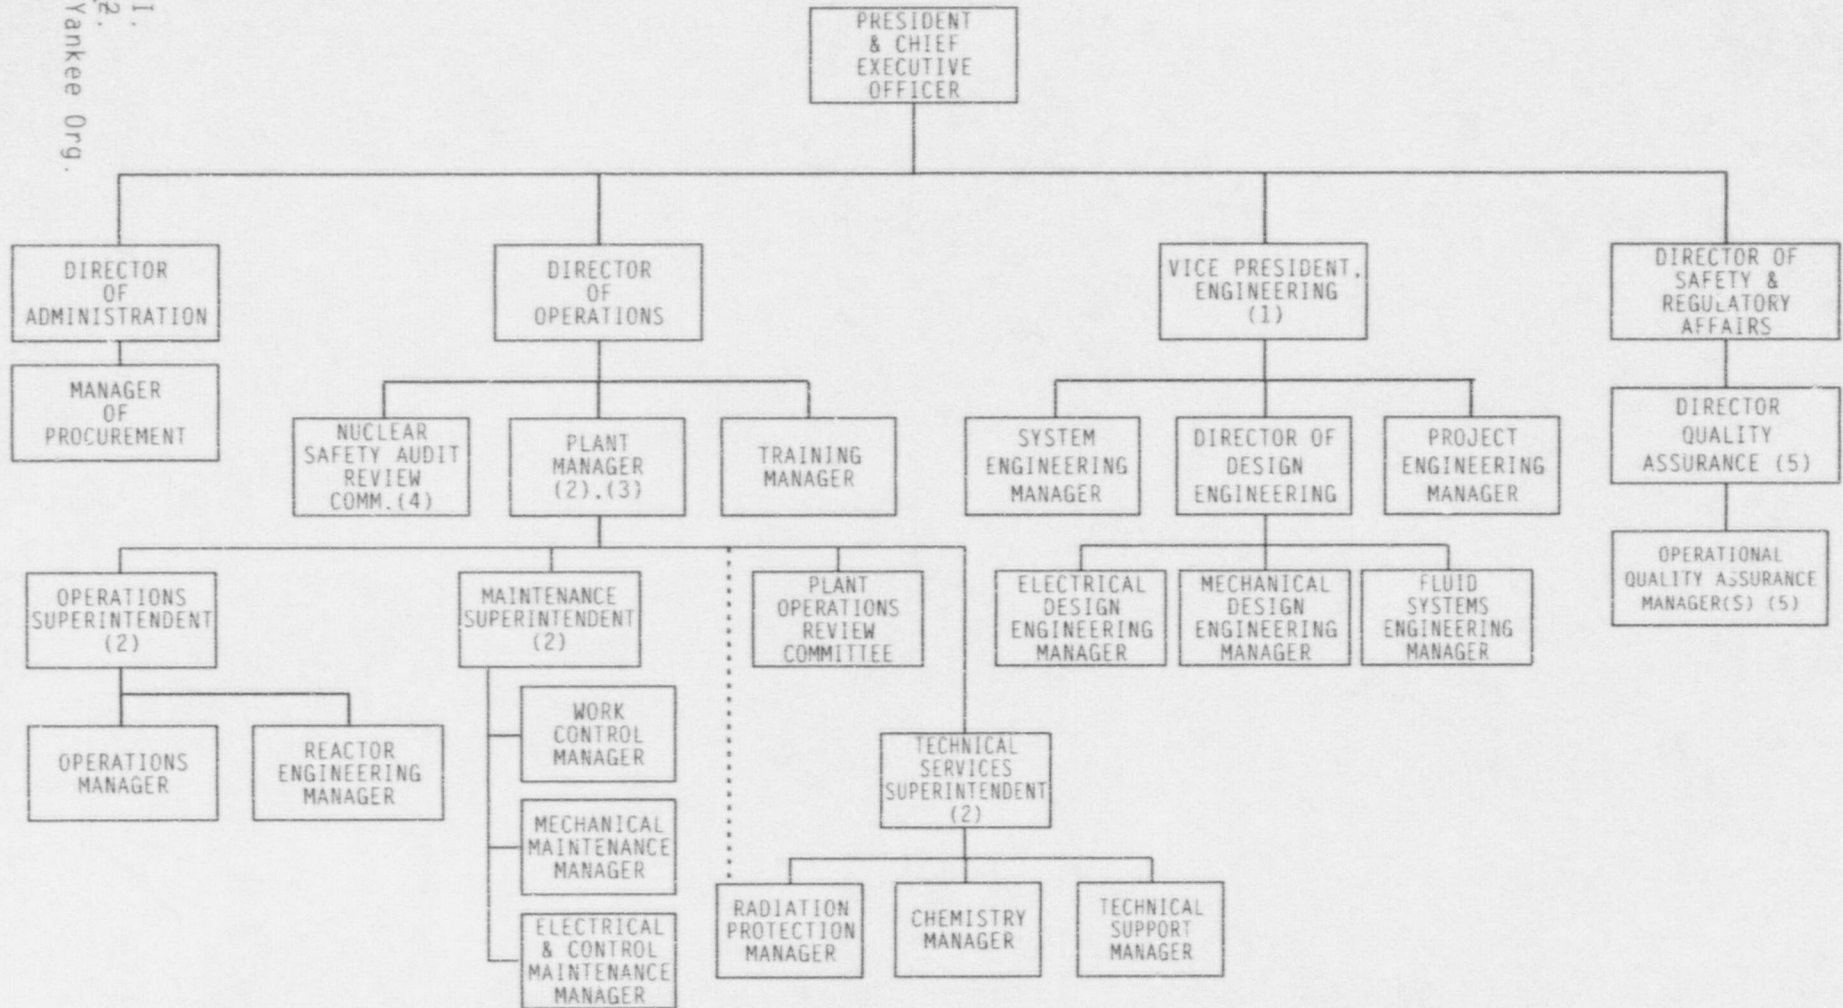 I.
2.
Yankee Org.
PRESIDENT
& CHIEF
EXECUTIVE
OFFICER
DIRECTOR
OF
ADMINISTRATION
DIRECTOR
OF
OPERATIONS
VICE PRESIDENT,
ENGINEERING
(1)
DIRECTOR OF
SAFETY &
REGULATORY
AFFAIRS
MANAGER
OF
PROCUREMENT
NUCLEAR
SAFETY AUDIT
REVIEW
COMM.(4)
PLANT
MANAGER
(2),(3)
TRAINING
MANAGER
SYSTEM
ENGINEERING
MANAGER
DIRECTOR OF
DESIGN
ENGINEERING
PROJECT
ENGINEERING
MANAGER
DIRECTOR
QUALITY
ASSURANCE (5)
OPERATIONS
SUPERINTENDENT
(2)
MAINTENANCE
SUPERINTENDENT
(2)
PLANT
OPERATIONS
REVIEW
COMMITTEE
ELECTRICAL
DESIGN
ENGINEERING
MANAGER
MECHANICAL
DESIGN
ENGINEERING
MANAGER
FLUID
SYSTEMS
ENGINEERING
MANAGER
OPERATIONAL
QUALITY ASSURANCE
MANAGER(S) (5)
OPERATIONS
MANAGER
REACTOR
ENGINEERING
MANAGER
WORK
CONTROL
MANAGER
TECHNICAL
SERVICES
SUPERINTENDENT
(2)
MECHANICAL
MAINTENANCE
MANAGER
ELECTRICAL
& CONTROL
MAINTENANCE
MANAGER
RADIATION
PROTECTION
MANAGER
CHEMISTRY
MANAGER
TECHNICAL
SUPPORT
MANAGER